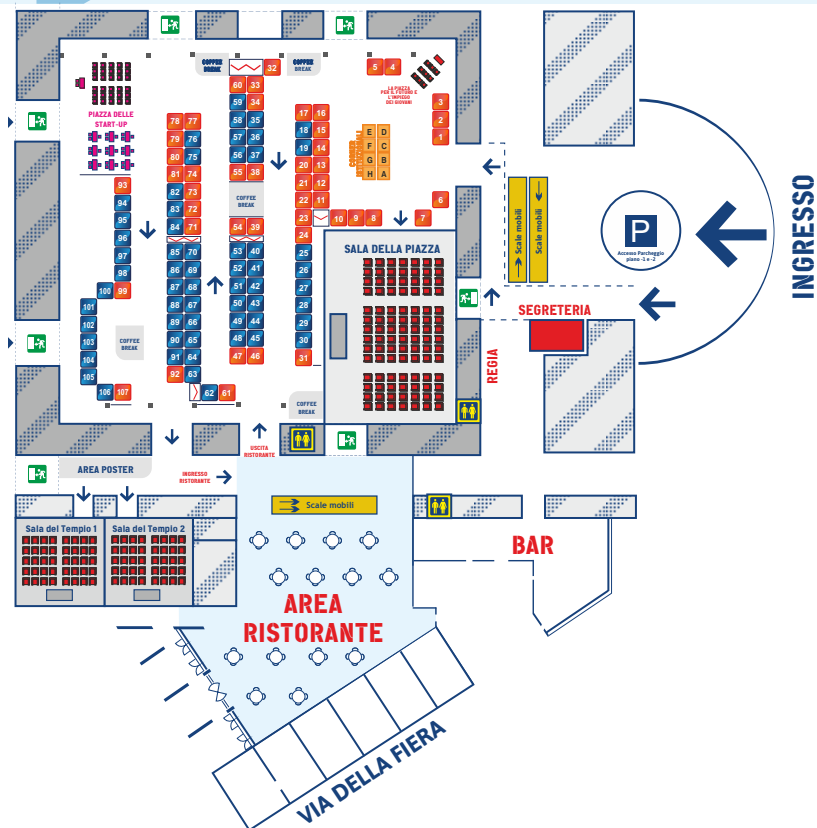 COFFEE
BREAK
32
COFFEE
BREAK
5 4
LA PIAZZA
PER IL FUTURO E
L'IMPIEGO
DEI GIOVANI
PIAZZA DELLE
START-UP
60 33
59 34
58 35
57 36
56 37
55 38
COFFEE
BREAK
54 39
53 40
52 41
51 42
50 43
49 44
48 45
47 46
78 77
79 76
80 75
81 74
82 73
83 72
84 71
85 70
86 69
87 68
88 67
89 66
90 65
91 64
92 63
62 61
17 16
18 15
19 14
20 13
21 12
22 11
23 10 9 8 7
24
25
26
27
28
29
30
31
CORNER
ISTITUZIONALI
E D
F C
G B
H A
3
2
1
6
93
94
95
96
97
98
100 99
101
102
103
104
105
106 107
COFFEE
BREAK
COFFEE
BREAK
SALA DELLA PIAZZA
Scale mobili
Scale mobili
P
Accesso Parcheggio
piano -1 e -2
INGRESSO
SEGRETERIA
REGIA
USCITA
RISTORANTE
INGRESSO
RISTORANTE
AREA POSTER
Scale mobili
Sala del Tempio 1
Sala del Tempio 2
BAR
AREA
RISTORANTE
VIA DELLA FIERA